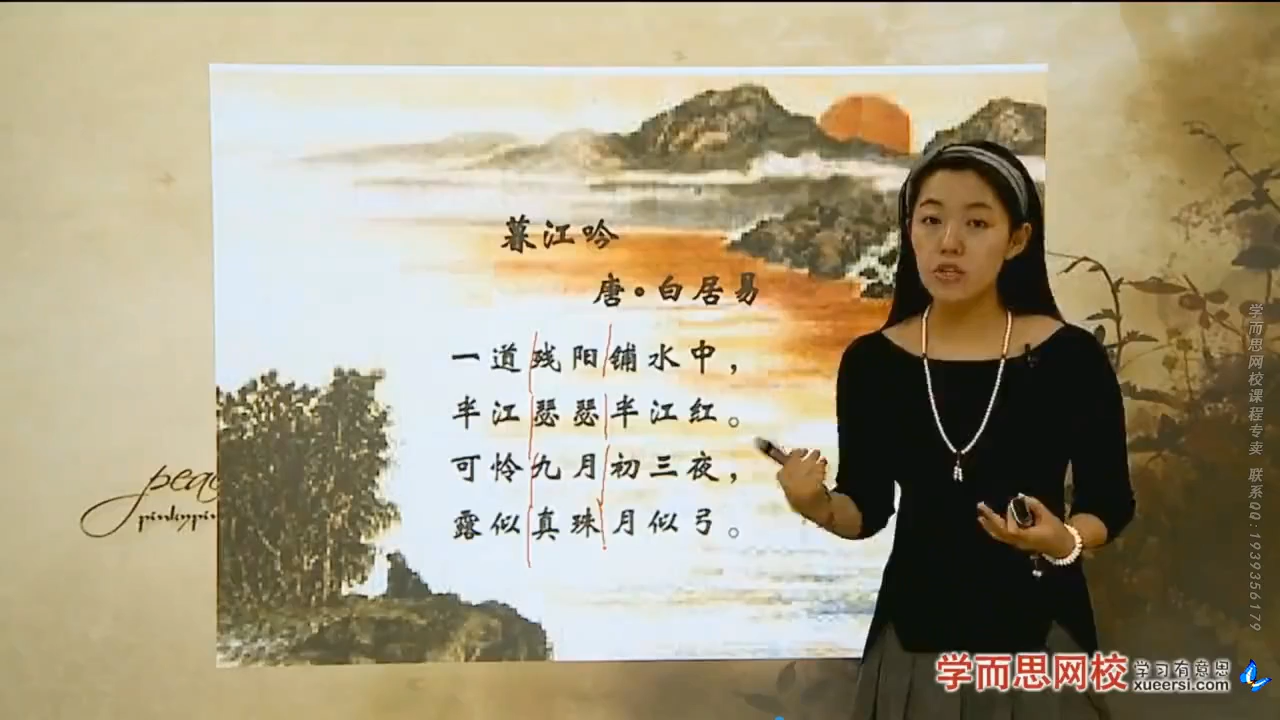 暮江吟
唐·白居易
一道残阳铺水中，
半江瑟瑟半江红。
可怜九月初三夜，
露似真珠月似弓。
学而思网校课程专卖 联系QQ:1939356179
学而思网校
学习有意思
xueersi.com